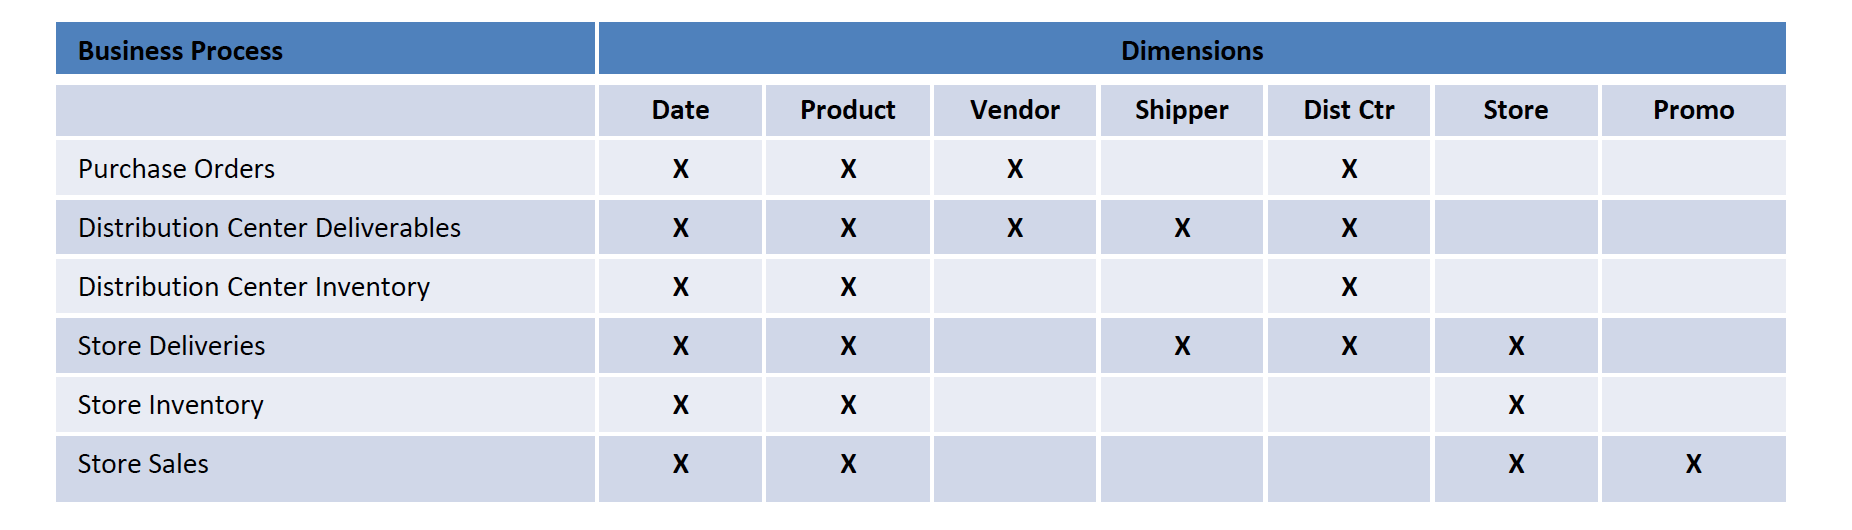 Business Process Dimensions
Date Product Vendor Shipper Dist Ctr Store Promo
Purchase Orders X X X X
Distribution Center Deliverables X X X X X
Distribution Center Inventory X X X
Store Deliveries X X X X X
Store Inventory X X X
Store Sales X X X X